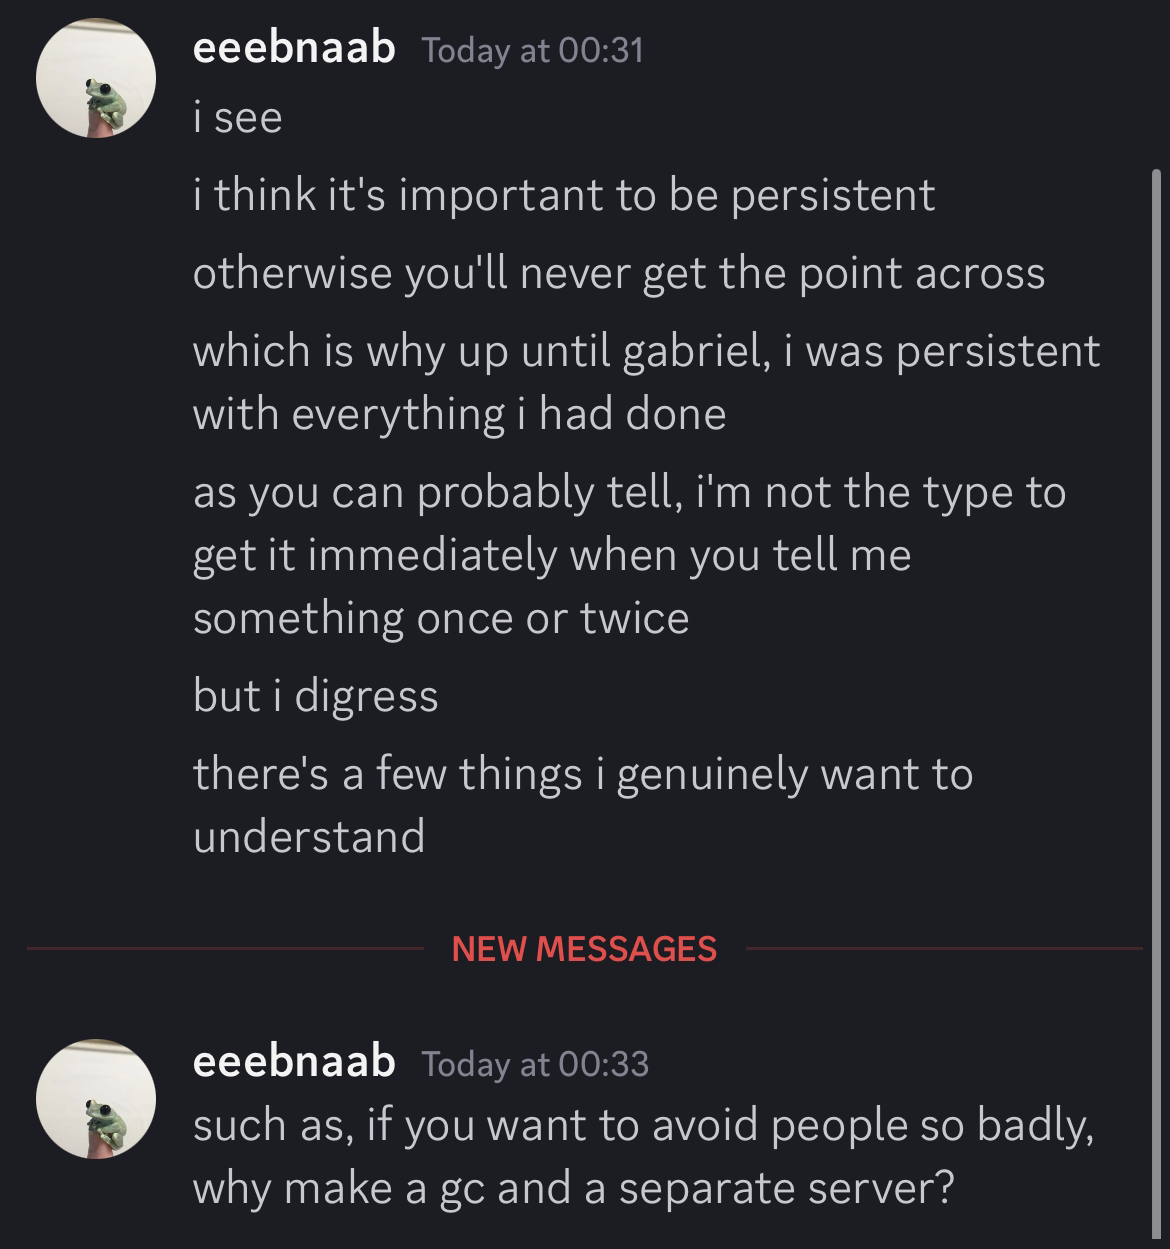 eeebnaab Today at 00:31
i see
i think it's important to be persistent
otherwise you'll never get the point across
which is why up until gabriel, i was persistent
with everything i had done
as you can probably tell, i'm not the type to
get it immediately when you tell me
something once or twice
but i digress
there's a few things i genuinely want to
understand
NEW MESSAGES
eeebnaab Today at 00:33
such as, if you want to avoid people so badly,
why make a gc and a separate server?